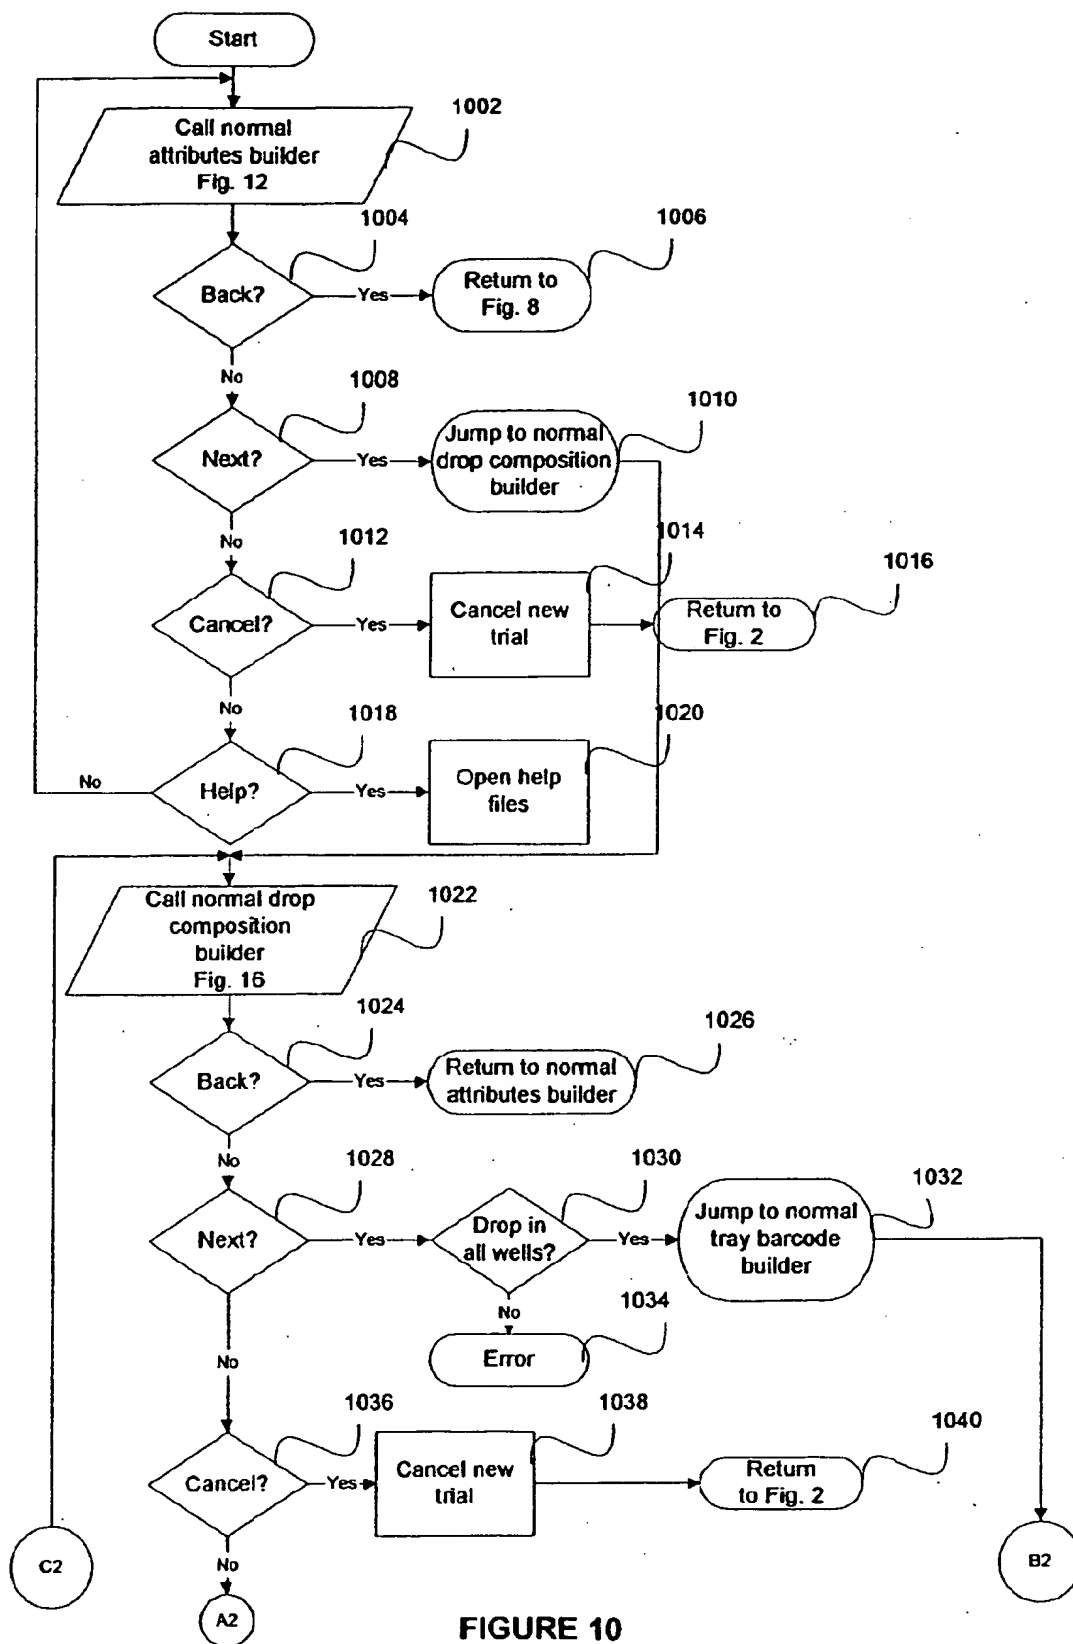 Start
1002
Call normal
attributes builder
Fig. 12
1004
1006
Back?
Yes
Return to
Fig. 8
No
1008
1010
Next?
Yes
Jump to normal
drop composition
builder
No
1012
1014
1016
Cancel?
Yes
Cancel new
trial
Return to
Fig. 2
No
1018
1020
No
Help?
Yes
Open help
files
Call normal drop
composition
builder
Fig. 16
1022
1024
1026
Back?
Yes
Return to normal
attributes builder
No
1028
1030
1032
Next?
Yes
Drop in
all wells?
Yes
Jump to normal
tray barcode
builder
No
1034
Error
No
1036
1038
1040
Cancel?
Yes
Cancel new
trial
Return
to Fig. 2
C2
No
B2
A2
FIGURE 10